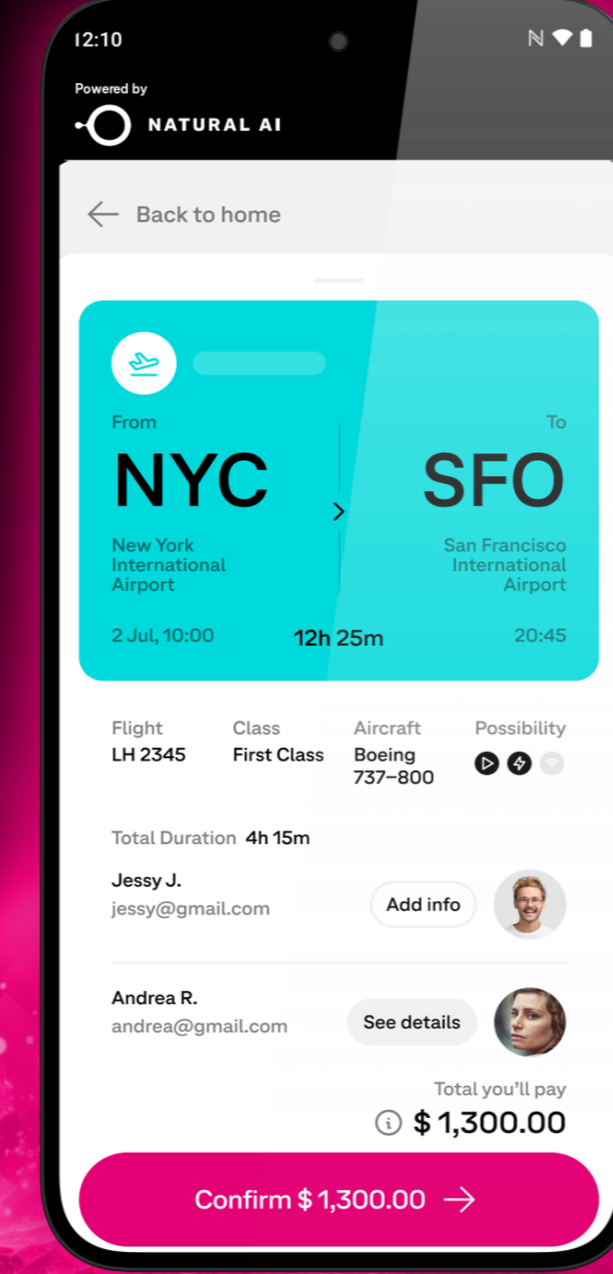 12:10
Powered by
NATURAL AI
Back to home
From
To
NYC
SFO
New York
International
Airport
San Francisco
International
Airport
2 Jul, 10:00
12h 25m
20:45
Flight
Class
Aircraft
Possibility
LH 2345
First Class
Boeing
737–800
Total Duration 4h 15m
Jessy J.
jessy@gmail.com
Add info
Andrea R.
andrea@gmail.com
See details
Total you’ll pay
$ 1,300.00
Confirm $ 1,300.00